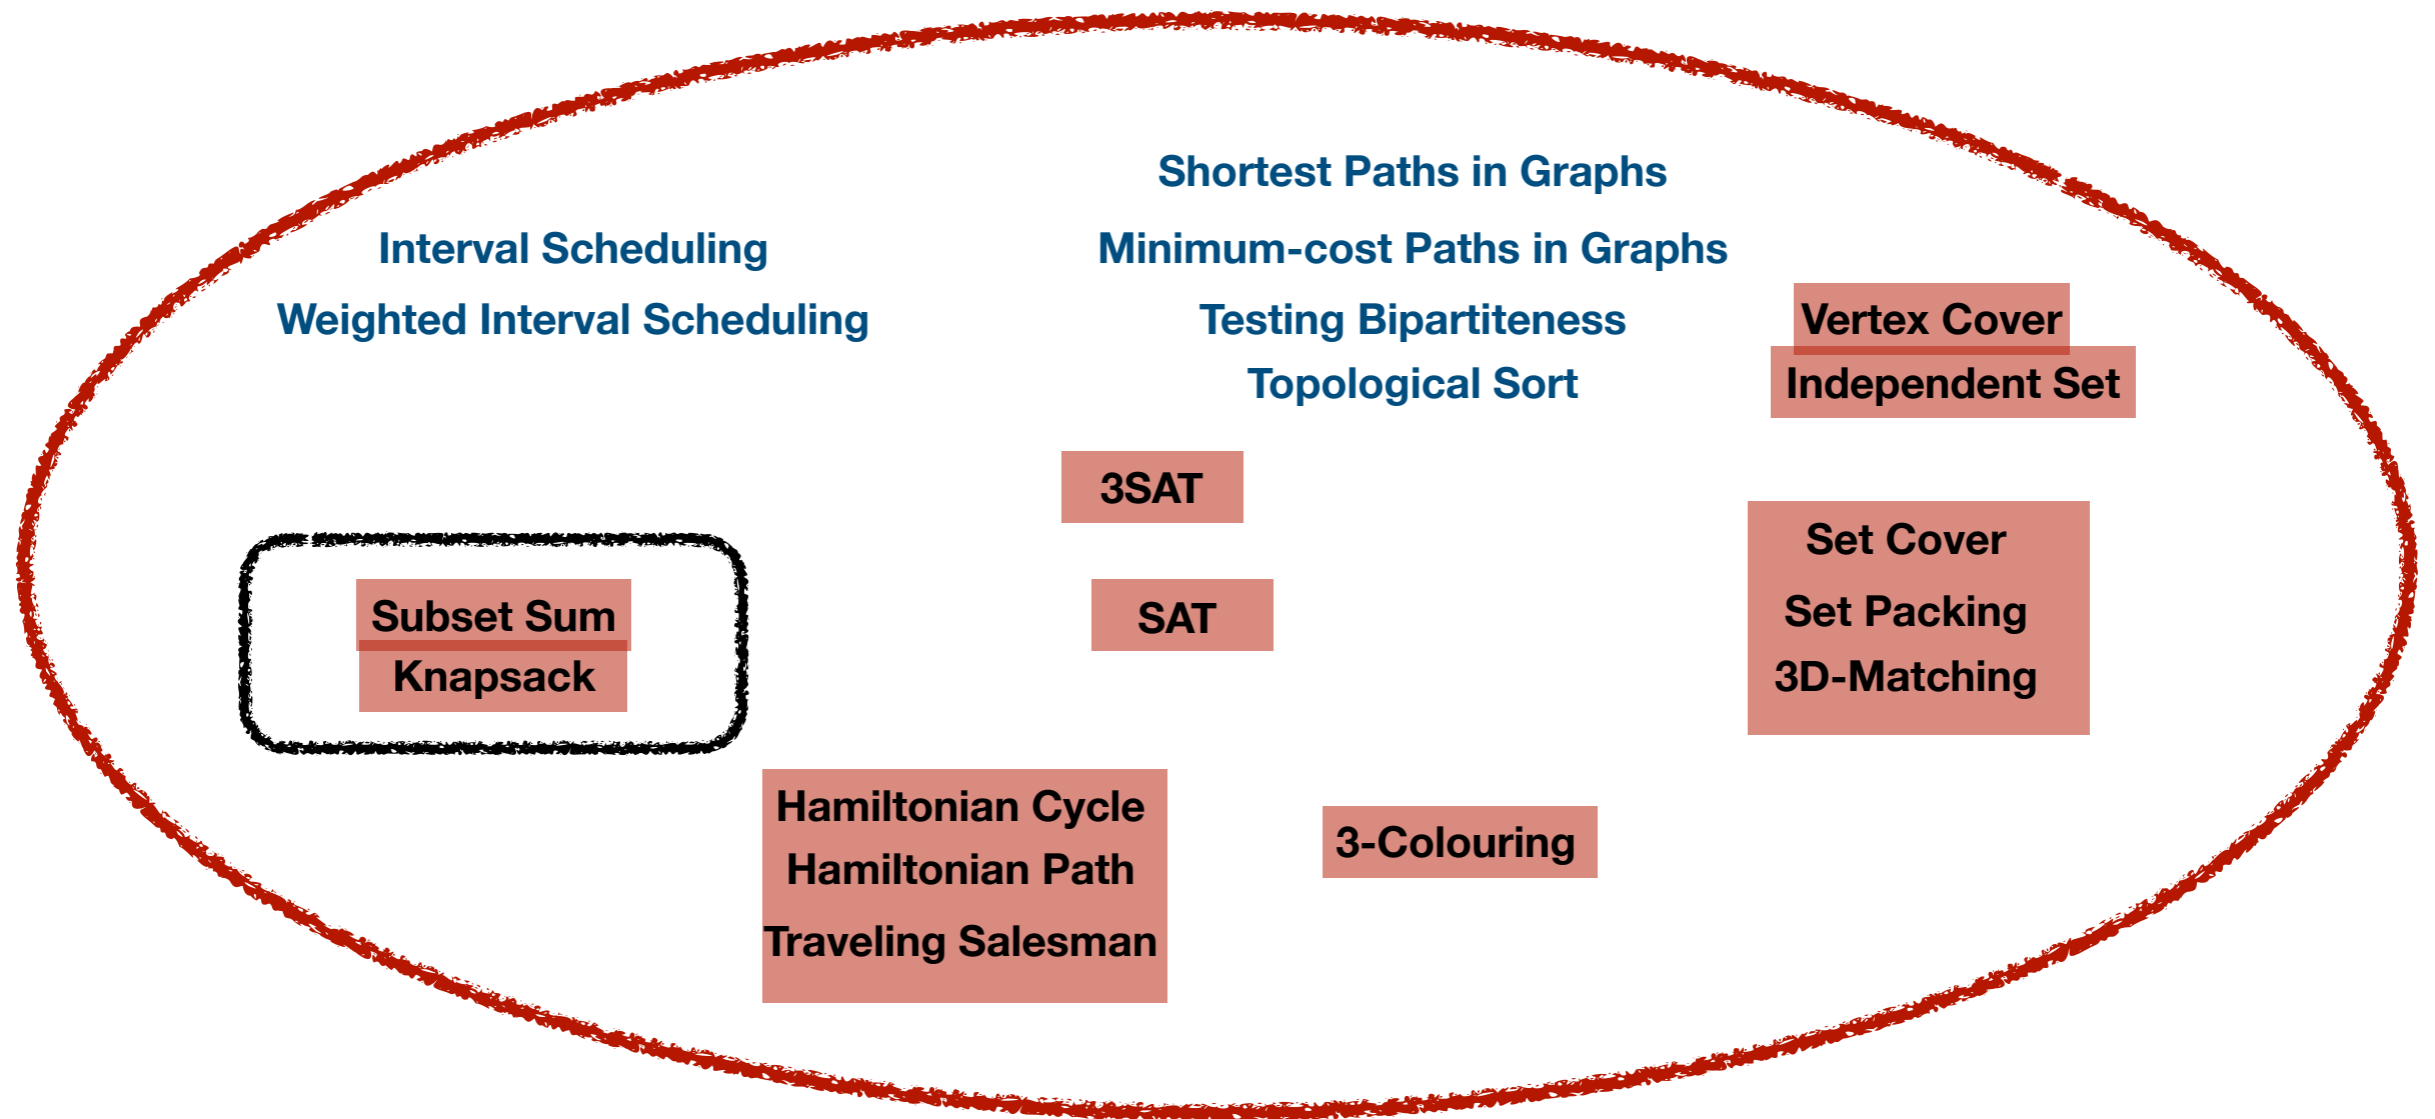 Shortest Paths in Graphs
Interval Scheduling
Minimum-cost Paths in Graphs
Weighted Interval Scheduling
Testing Bipartiteness
Vertex Cover
Topological Sort
Independent Set
3SAT
Set Cover
Subset Sum
SAT
Set Packing
Knapsack
3D-Matching
Hamiltonian Cycle
3-Colouring
Hamiltonian Path
Traveling Salesman